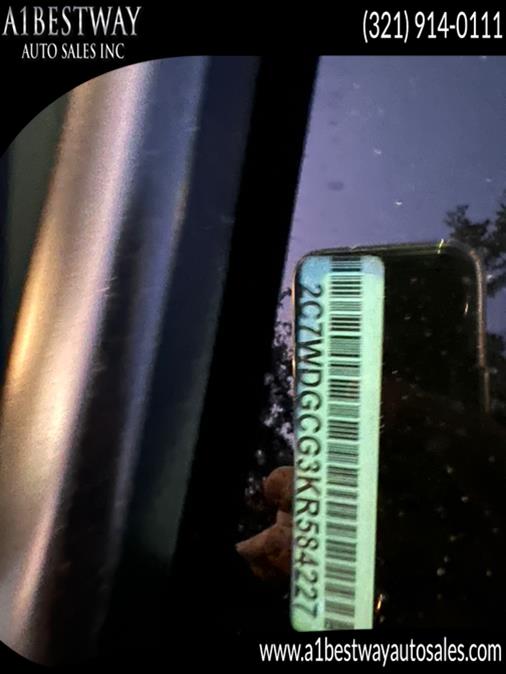 A1BESTWAY
AUTO SALES INC
(321) 914-0111
2C7WDGCG3KR584227
www.a1bestwayautosales.com